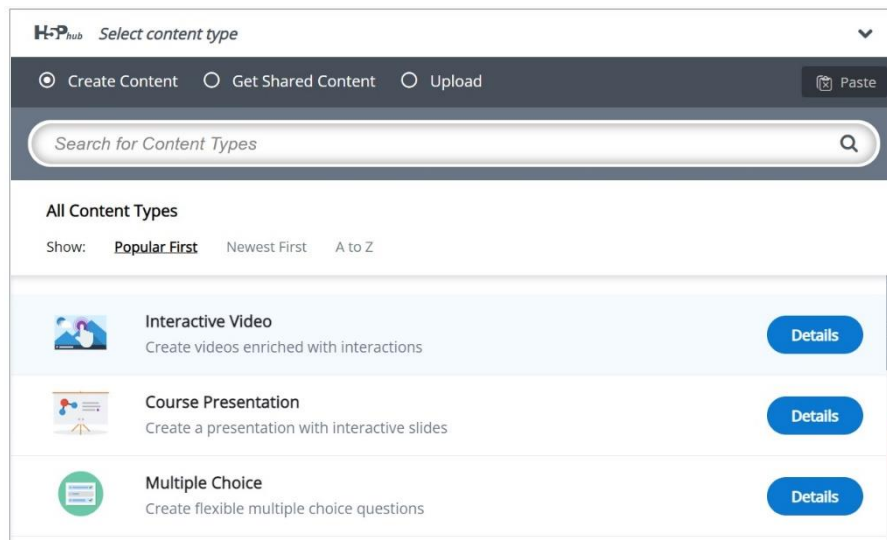 H5Phub Select content type
Create Content Get Shared Content Upload Paste
Search for Content Types
All Content Types
Show: Popular First Newest First A to Z
Interactive Video
Create videos enriched with interactions
Details
Course Presentation
Create a presentation with interactive slides
Details
Multiple Choice
Create flexible multiple choice questions
Details